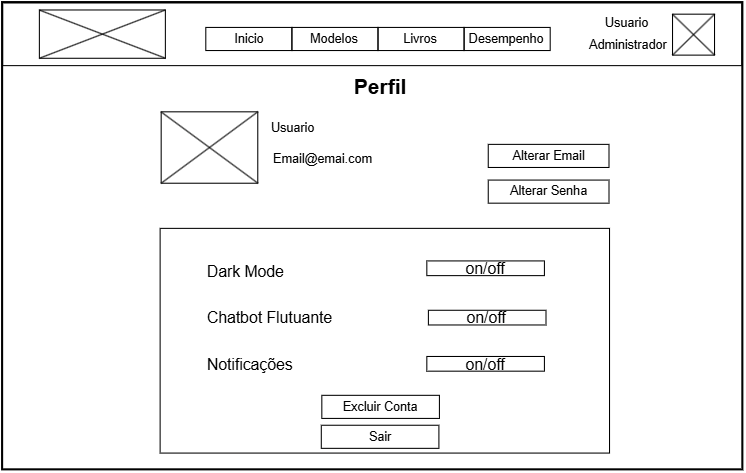 Inicio
Modelos
Livros
Desempenho
Usuario
Administrador
Perfil
Usuario
Email@emai.com
Alterar Email
Alterar Senha
Dark Mode
on/off
Chatbot Flutuante
on/off
Notificações
on/off
Excluir Conta
Sair